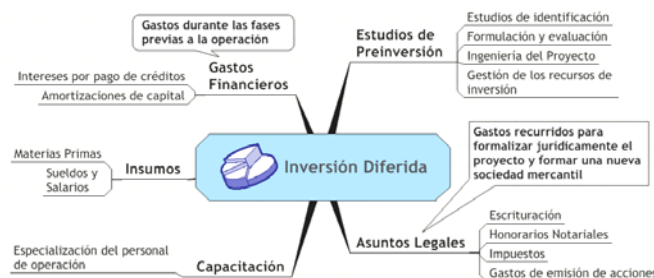 Gastos durante las fases
previas a la operación
Gastos
Financieros
Intereses por pago de créditos
Amortizaciones de capital
Materias Primas
Sueldos y
Salarios
Insumos
Especialización del personal
de operación
Capacitación
Inversión Diferida
Estudios de
Preinversión
Estudios de identificación
Formulación y evaluación
Ingeniería del Proyecto
Gestión de los recursos de
inversión
Gastos recurridos para
formalizar jurídicamente el
proyecto y formar una nueva
sociedad mercantil
Asuntos Legales
Escrituración
Honorarios Notariales
Impuestos
Gastos de emisión de acciones